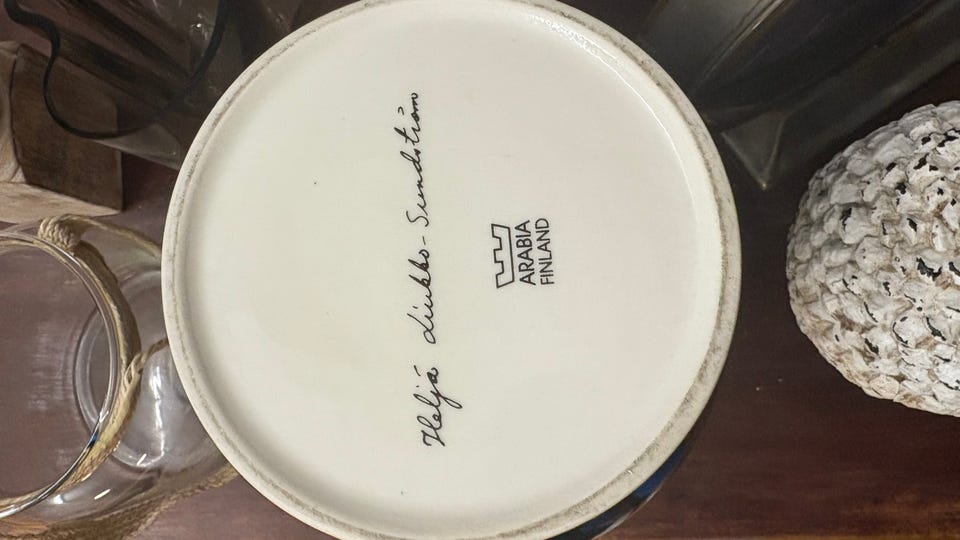 Heljä Liukko-Sundström
ARABIA
FINLAND